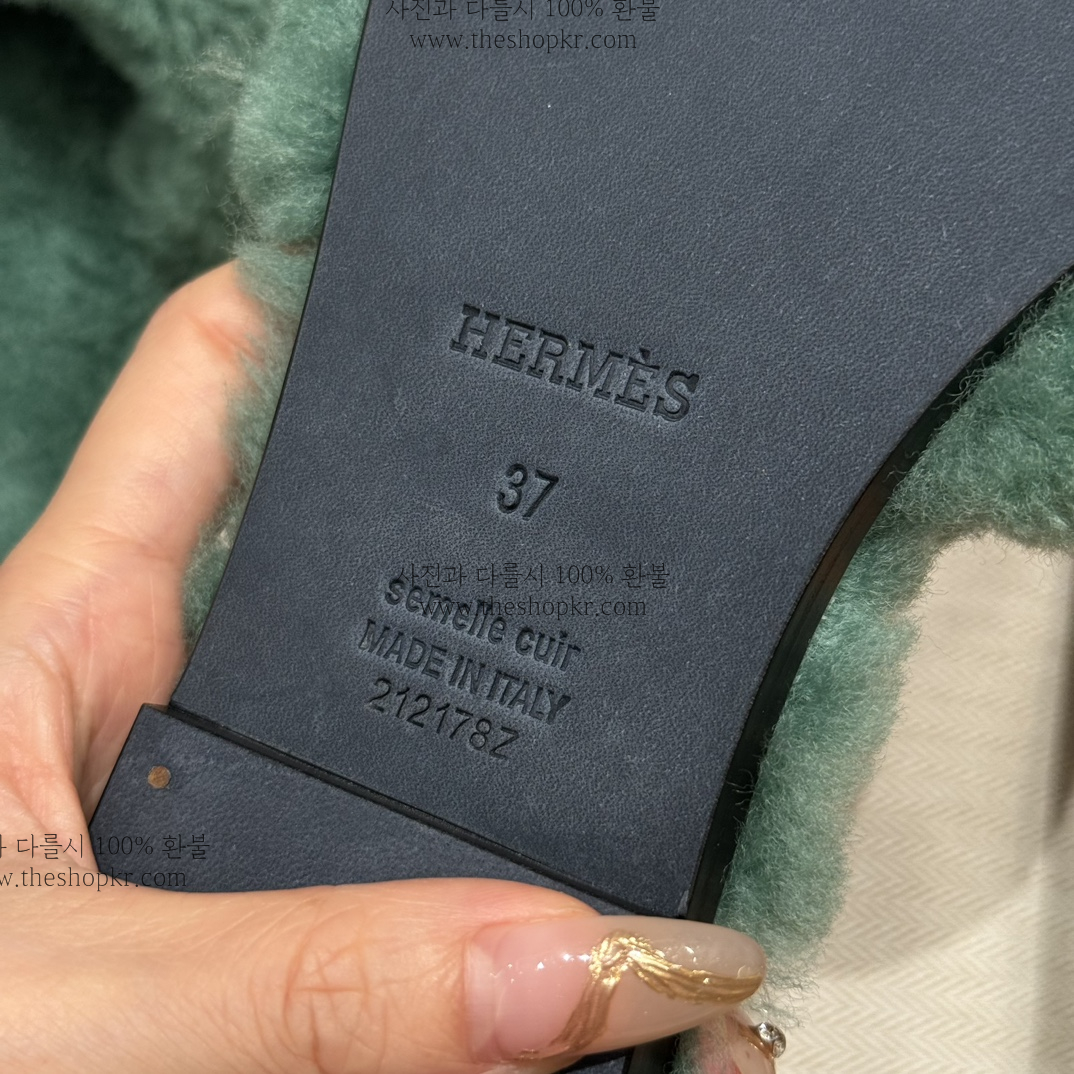 사진과 다를시 100% 환불
www.theshopkr.com
HERMÈS
37
사진과 다를시 100% 환불
www.theshopkr.com
semelle cuir
MADE IN ITALY
212178Z
다를시 100% 환불
w.theshopkr.com